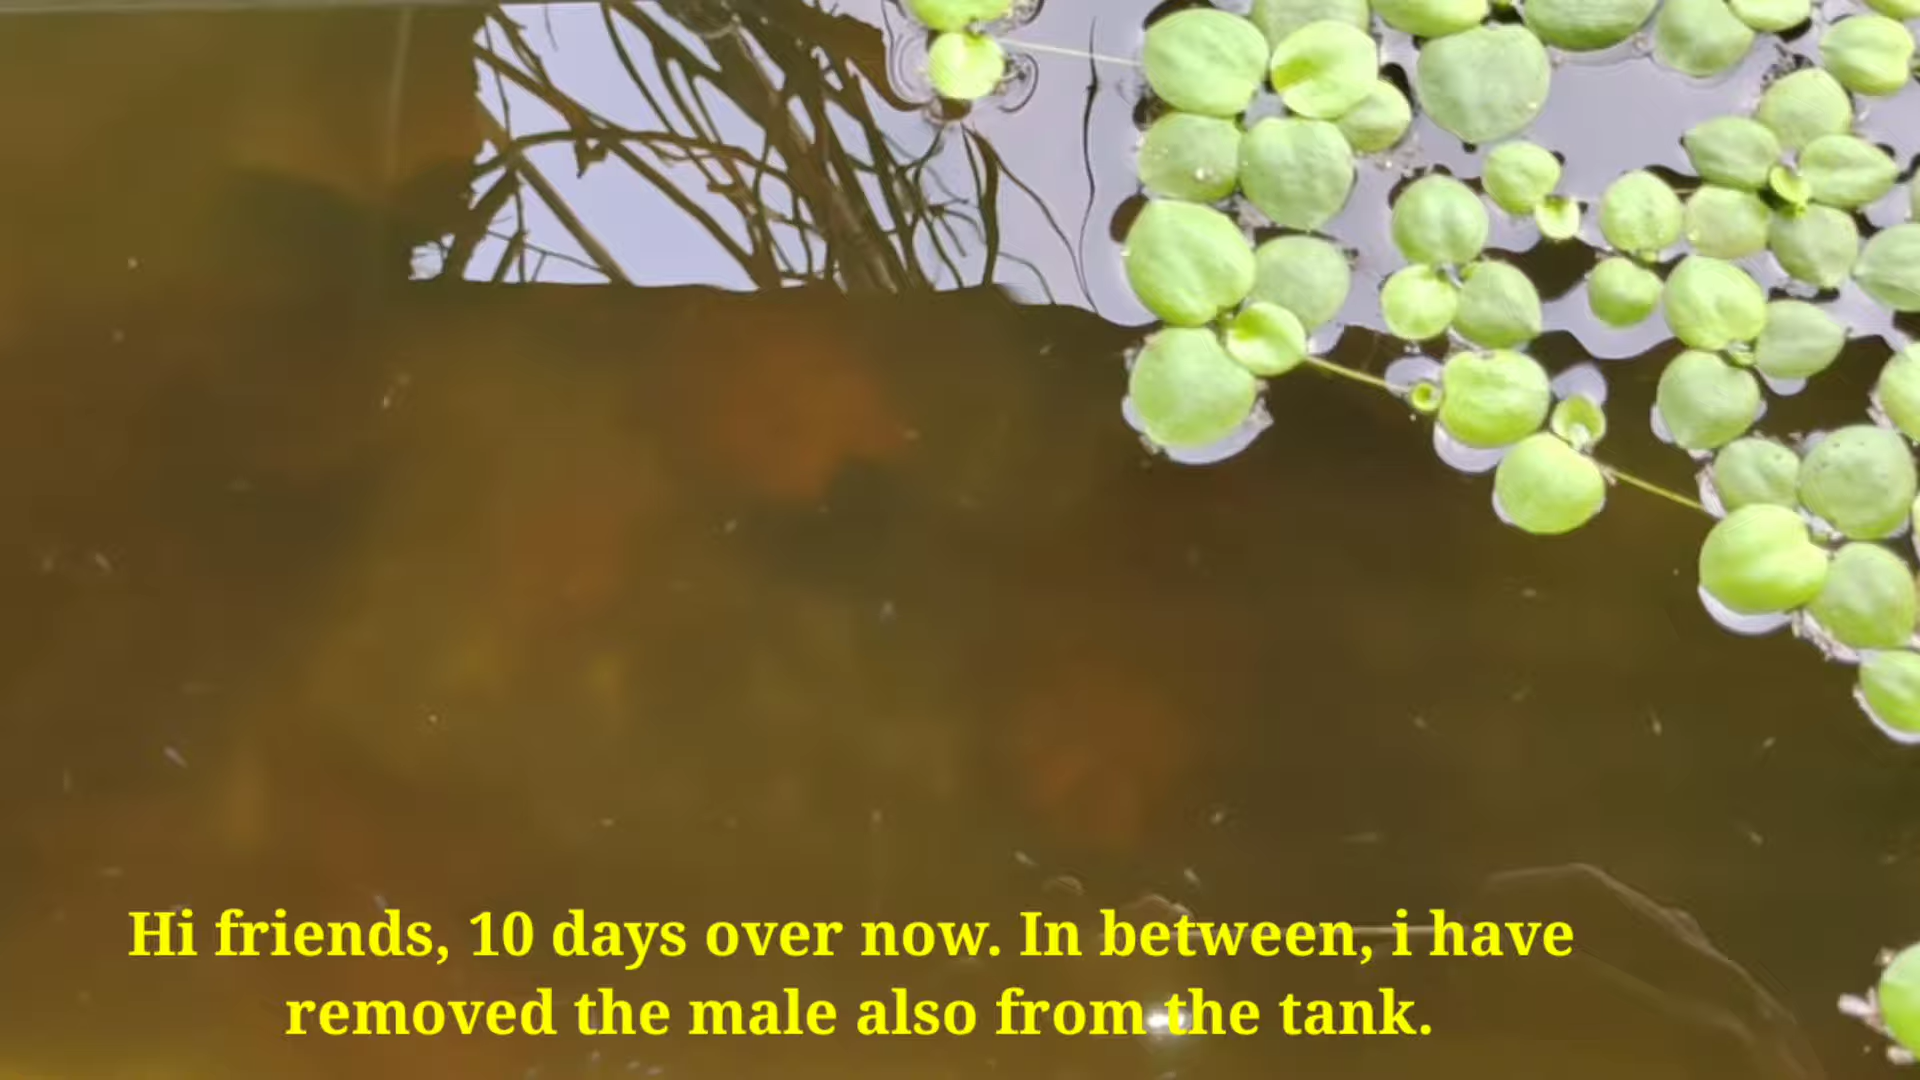 Hi friends, 10 days over now. In between, i have
removed the male also from the tank.